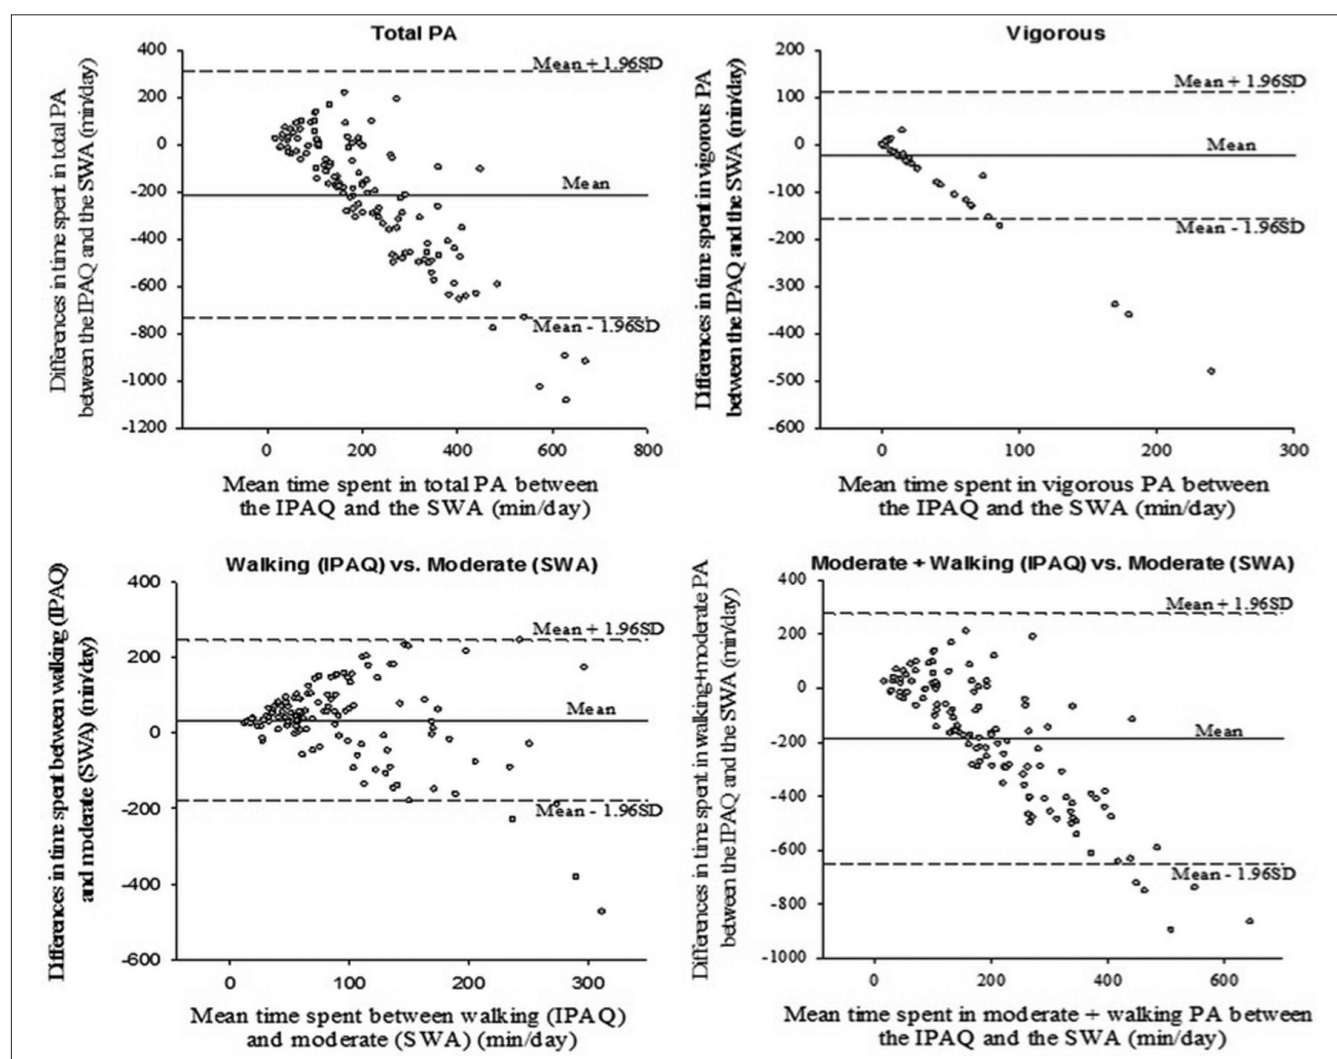 Total PA
Differences in time spent in total PA
between the IPAQ and the SWA (min/day)
400
200
0
-200
-400
-600
-800
-1000
-1200
Mean + 1.96SD
Mean
Mean - 1.96SD
0
200
400
600
800
Mean time spent in total PA between
the IPAQ and the SWA (min/day)
Vigorous
Differences in time spent in vigorous PA
between the IPAQ and the SWA (min/day)
200
100
0
-100
-200
-300
-400
-500
-600
Mean + 1.96SD
Mean
Mean - 1.96SD
0
100
200
300
Mean time spent in vigorous PA between
the IPAQ and the SWA (min/day)
Walking (IPAQ) vs. Moderate (SWA)
Differences in time spent between walking (IPAQ)
and moderate (SWA) (min/day)
400
200
0
-200
-400
-600
Mean + 1.96SD
Mean
Mean - 1.96SD
0
100
200
300
Mean time spent between walking (IPAQ)
and moderate (SWA) (min/day)
Moderate + Walking (IPAQ) vs. Moderate (SWA)
Differences in time spent in walking+moderate PA
between the IPAQ and the SWA (min/day)
400
200
0
-200
-400
-600
-800
-1000
Mean + 1.96SD
Mean
Mean - 1.96SD
0
200
400
600
Mean time spent in moderate + walking PA between
the IPAQ and the SWA (min/day)